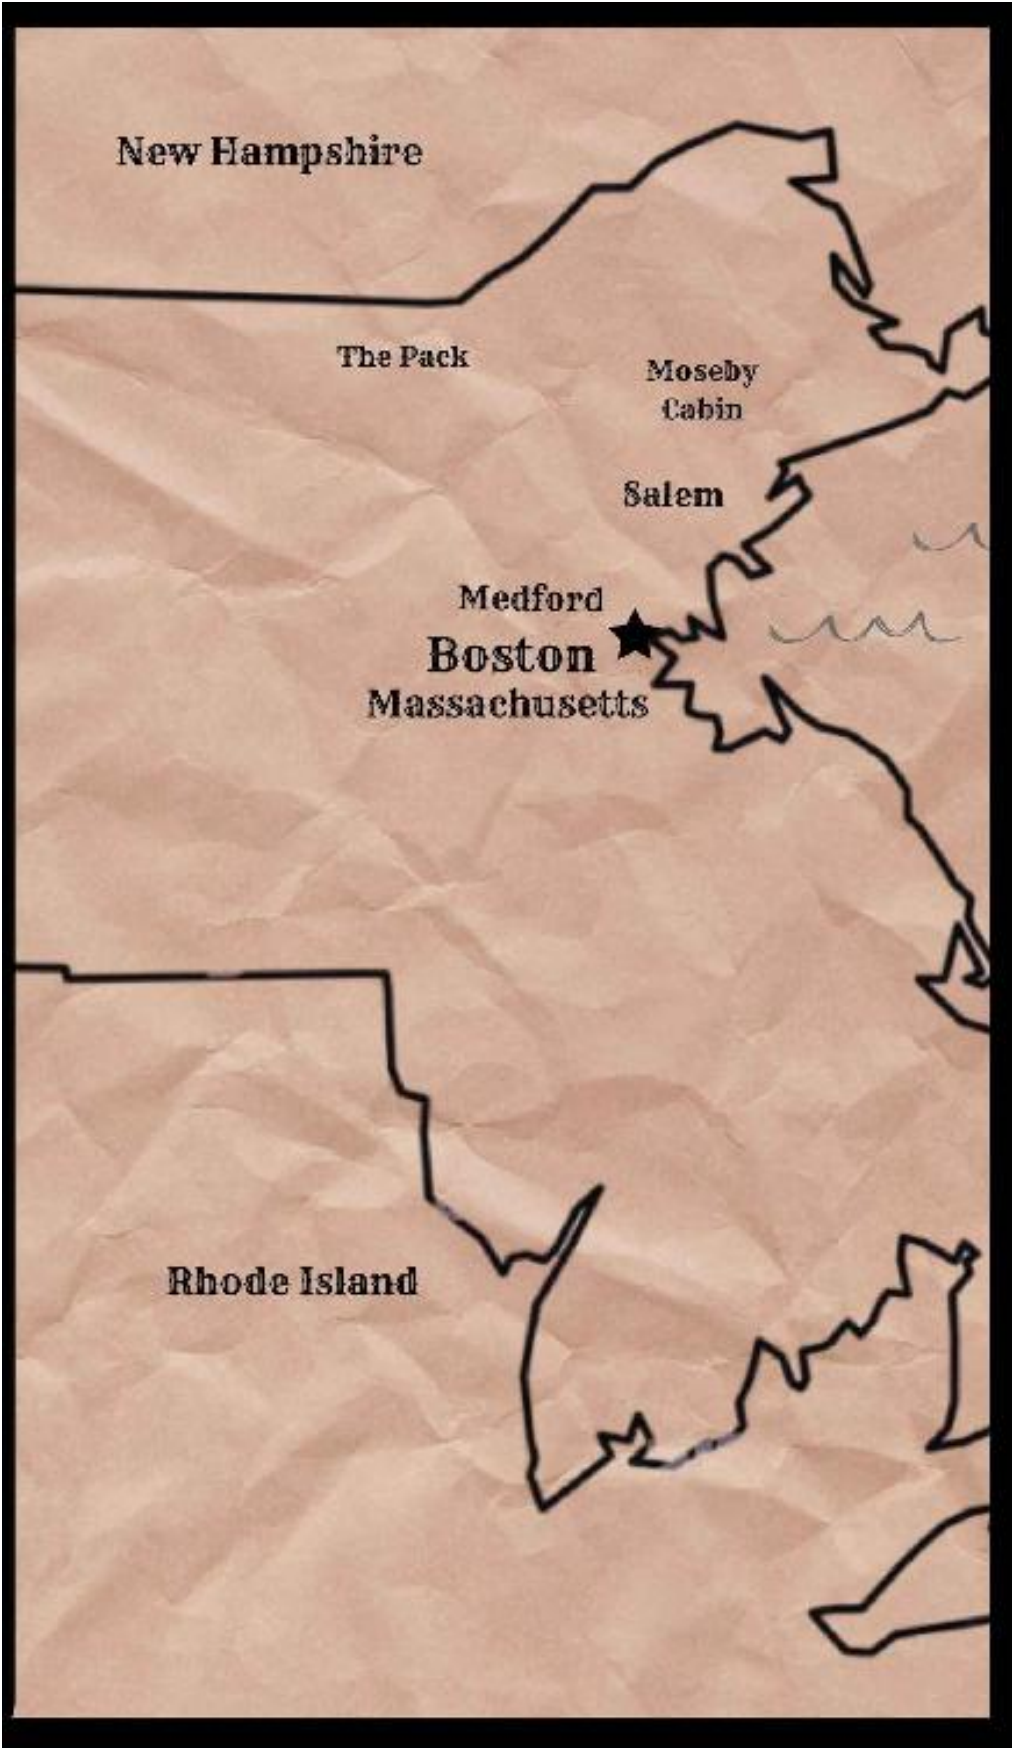 New Hampshire
The Pack
Moseby
Cabin
Salem
Medford
Boston
Massachusetts
Rhode Island